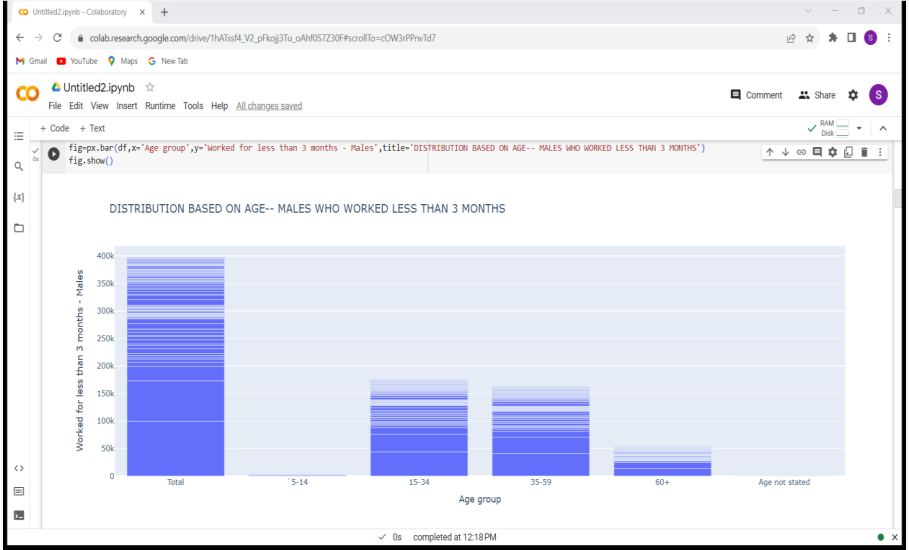 Untitled2.ipynb - Colaboratory
colab.research.google.com/drive/1hATssf4_V2_pFkojj3Tu_oAhf0S7Z30F#scrollTo=cOW3rPPnvTd7
Gmail YouTube Maps New Tab
Untitled2.ipynb
File Edit View Insert Runtime Tools Help All changes saved
Comment Share S
+ Code + Text
RAM
Disk
fig=px.bar(df,x='Age group',y='Worked for less than 3 months - Males',title='DISTRIBUTION BASED ON AGE-- MALES WHO WORKED LESS THAN 3 MONTHS')
fig.show()
0s
{x}
DISTRIBUTION BASED ON AGE-- MALES WHO WORKED LESS THAN 3 MONTHS
Worked for less than 3 months - Males
400k
350k
300k
250k
200k
150k
100k
50k
0
Total `5-14 15-34 35-59 60+ Age not stated
Age group
0s completed at 12:18 PM